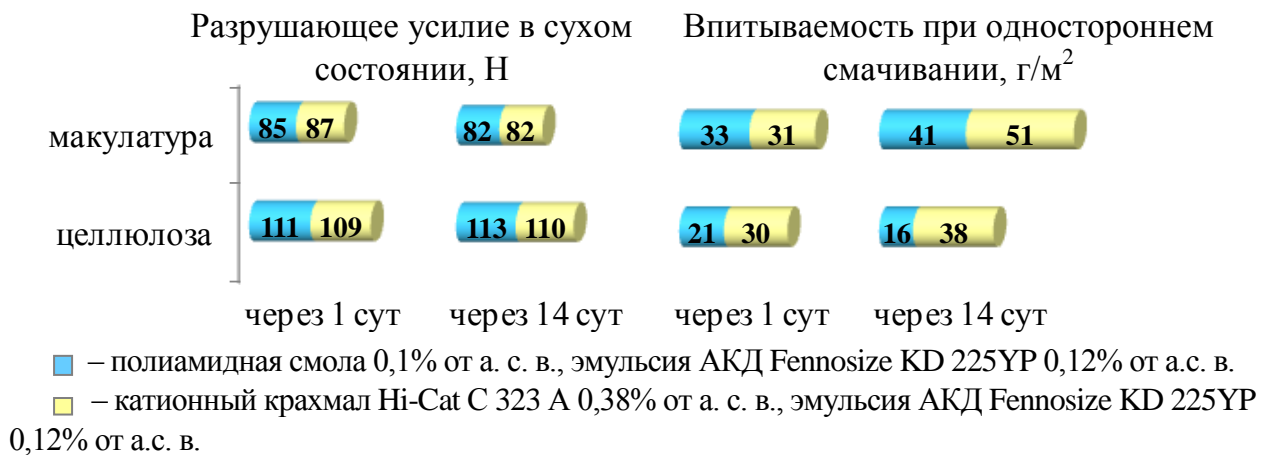 Разрушающее усилие в сухом состоянии, Н
Впитываемость при одностороннем смачивании, г/м²
макулатура 85 87 82 82 33 31 41 51
целлюлоза 111 109 113 110 21 30 16 38
через 1 сут через 14 сут через 1 сут через 14 сут
– полиамидная смола 0,1% от а. с. в., эмульсия АКД Fennosize KD 225YP 0,12% от а.с. в.
– катионный крахмал Hi-Cat C 323 A 0,38% от а. с. в., эмульсия АКД Fennosize KD 225YP
0,12% от а.с. в.